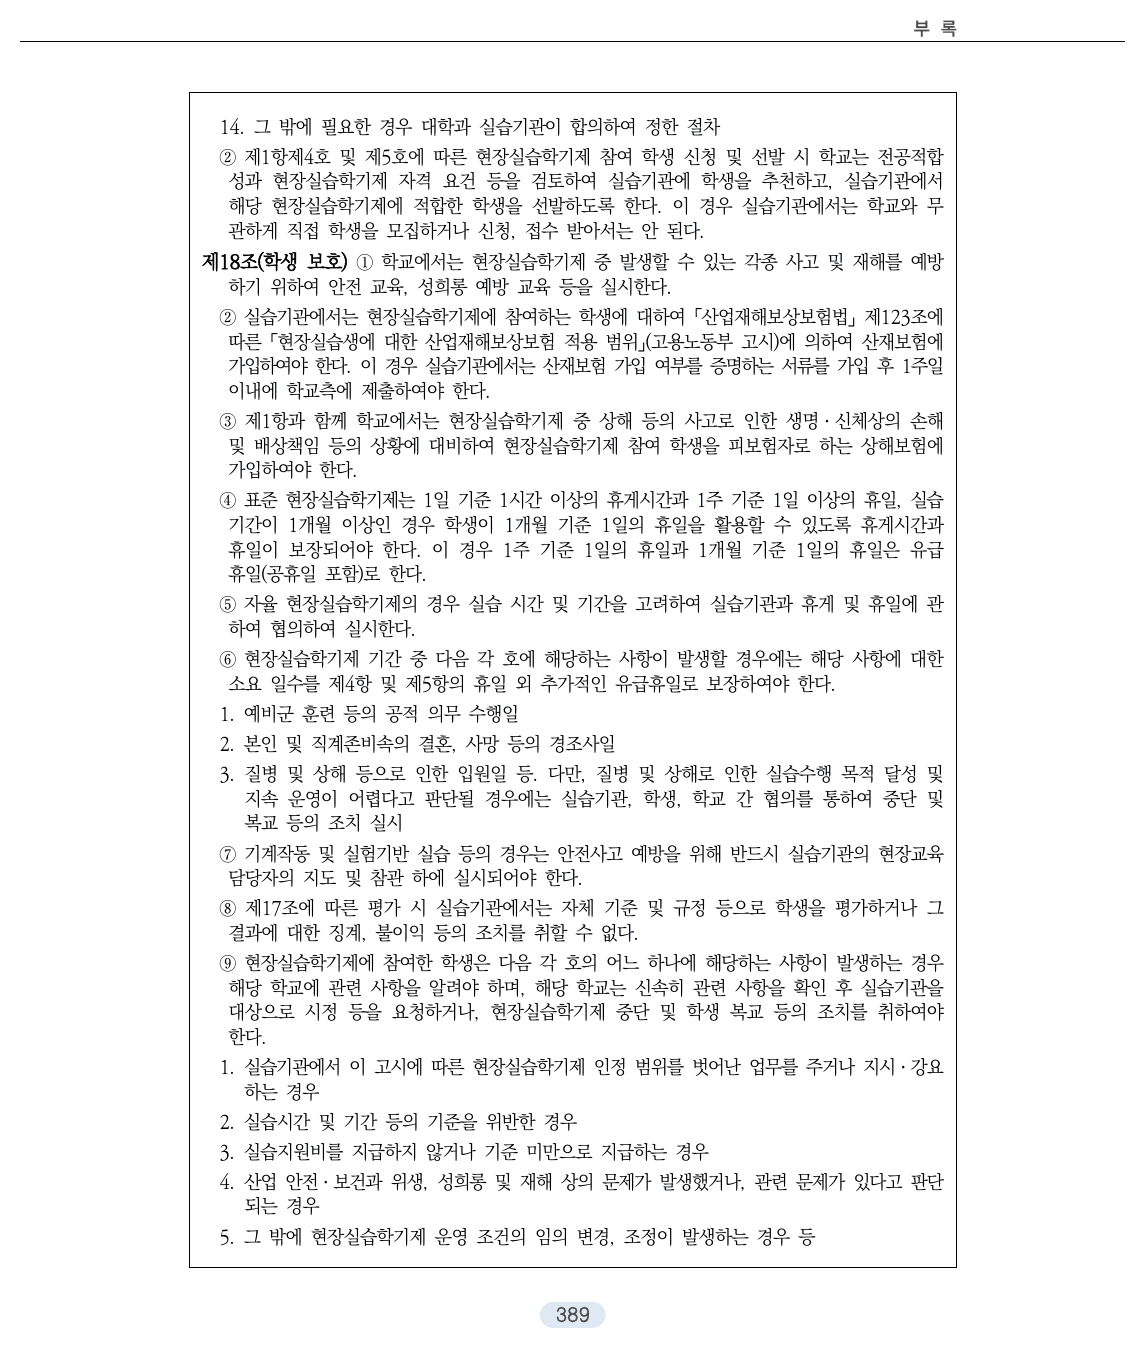 부 록
14. 그 밖에 필요한 경우 대학과 실습기관이 합의하여 정한 절차
② 제1항제4호 및 제5호에 따른 현장실습학기제 참여 학생 신청 및 선발 시 학교는 전공적합
성과 현장실습학기제 자격 요건 등을 검토하여 실습기관에 학생을 추천하고, 실습기관에서
해당 현장실습학기제에 적합한 학생을 선발하도록 한다. 이 경우 실습기관에서는 학교와 무
관하게 직접 학생을 모집하거나 신청, 접수 받아서는 안 된다.
제18조(학생 보호) ① 학교에서는 현장실습학기제 중 발생할 수 있는 각종 사고 및 재해를 예방
하기 위하여 안전 교육, 성희롱 예방 교육 등을 실시한다.
② 실습기관에서는 현장실습학기제에 참여하는 학생에 대하여 「산업재해보상보험법」 제123조에
따른 「현장실습생에 대한 산업재해보상보험 적용 범위」(고용노동부 고시)에 의하여 산재보험에
가입하여야 한다. 이 경우 실습기관에서는 산재보험 가입 여부를 증명하는 서류를 가입 후 1주일
이내에 학교측에 제출하여야 한다.
③ 제1항과 함께 학교에서는 현장실습학기제 중 상해 등의 사고로 인한 생명·신체상의 손해
및 배상책임 등의 상황에 대비하여 현장실습학기제 참여 학생을 피보험자로 하는 상해보험에
가입하여야 한다.
④ 표준 현장실습학기제는 1일 기준 1시간 이상의 휴게시간과 1주 기준 1일 이상의 휴일, 실습
기간이 1개월 이상인 경우 학생이 1개월 기준 1일의 휴일을 활용할 수 있도록 휴게시간과
휴일이 보장되어야 한다. 이 경우 1주 기준 1일의 휴일과 1개월 기준 1일의 휴일은 유급
휴일(공휴일 포함)로 한다.
⑤ 자율 현장실습학기제의 경우 실습 시간 및 기간을 고려하여 실습기관과 휴게 및 휴일에 관
하여 협의하여 실시한다.
⑥ 현장실습학기제 기간 중 다음 각 호에 해당하는 사항이 발생할 경우에는 해당 사항에 대한
소요 일수를 제4항 및 제5항의 휴일 외 추가적인 유급휴일로 보장하여야 한다.
1. 예비군 훈련 등의 공적 의무 수행일
2. 본인 및 직계존비속의 결혼, 사망 등의 경조사일
3. 질병 및 상해 등으로 인한 입원일 등. 다만, 질병 및 상해로 인한 실습수행 목적 달성 및
지속 운영이 어렵다고 판단될 경우에는 실습기관, 학생, 학교 간 협의를 통하여 중단 및
복교 등의 조치 실시
⑦ 기계작동 및 실험기반 실습 등의 경우는 안전사고 예방을 위해 반드시 실습기관의 현장교육
담당자의 지도 및 참관 하에 실시되어야 한다.
⑧ 제17조에 따른 평가 시 실습기관에서는 자체 기준 및 규정 등으로 학생을 평가하거나 그
결과에 대한 징계, 불이익 등의 조치를 취할 수 없다.
⑨ 현장실습학기제에 참여한 학생은 다음 각 호의 어느 하나에 해당하는 사항이 발생하는 경우
해당 학교에 관련 사항을 알려야 하며, 해당 학교는 신속히 관련 사항을 확인 후 실습기관을
대상으로 시정 등을 요청하거나, 현장실습학기제 중단 및 학생 복교 등의 조치를 취하여야
한다.
1. 실습기관에서 이 고시에 따른 현장실습학기제 인정 범위를 벗어난 업무를 주거나 지시·강요
하는 경우
2. 실습시간 및 기간 등의 기준을 위반한 경우
3. 실습지원비를 지급하지 않거나 기준 미만으로 지급하는 경우
4. 산업 안전·보건과 위생, 성희롱 및 재해 상의 문제가 발생했거나, 관련 문제가 있다고 판단
되는 경우
5. 그 밖에 현장실습학기제 운영 조건의 임의 변경, 조정이 발생하는 경우 등
389